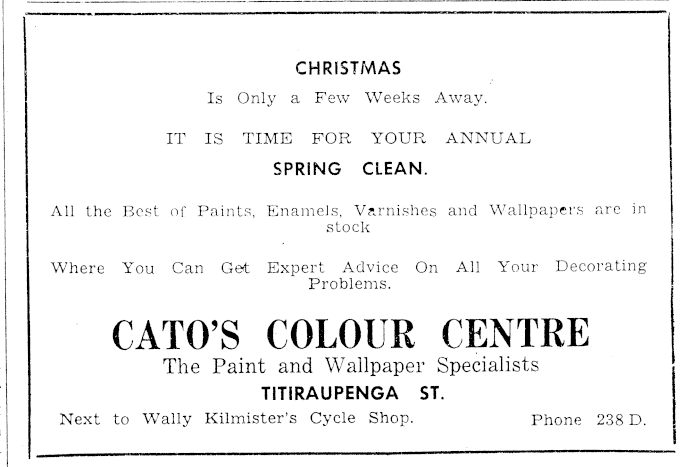 CHRISTMAS
Is Only a Few Weeks Away.
IT IS TIME FOR YOUR ANNUAL
SPRING CLEAN.
All the Best of Paints, Enamels, Varnishes and Wallpapers are in
stock
Where You Can Get Expert Advice On All Your Decorating
Problems.
CATO'S COLOUR CENTRE
The Paint and Wallpaper Specialists
TITIRAUPENGA ST.
Next to Wally Kilmister's Cycle Shop. Phone 238 D.